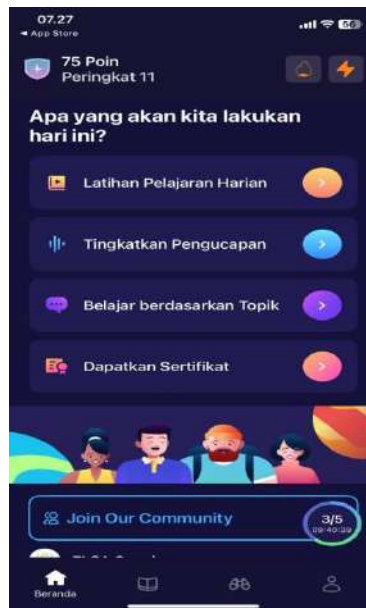 07.27
56
◄ App Store
75 Poin
Peringkat 11
Apa yang akan kita lakukan
hari ini?
Latihan Pelajaran Harian
Tingkatkan Pengucapan
Belajar berdasarkan Topik
Dapatkan Sertifikat
Join Our Community
3/5
Beranda